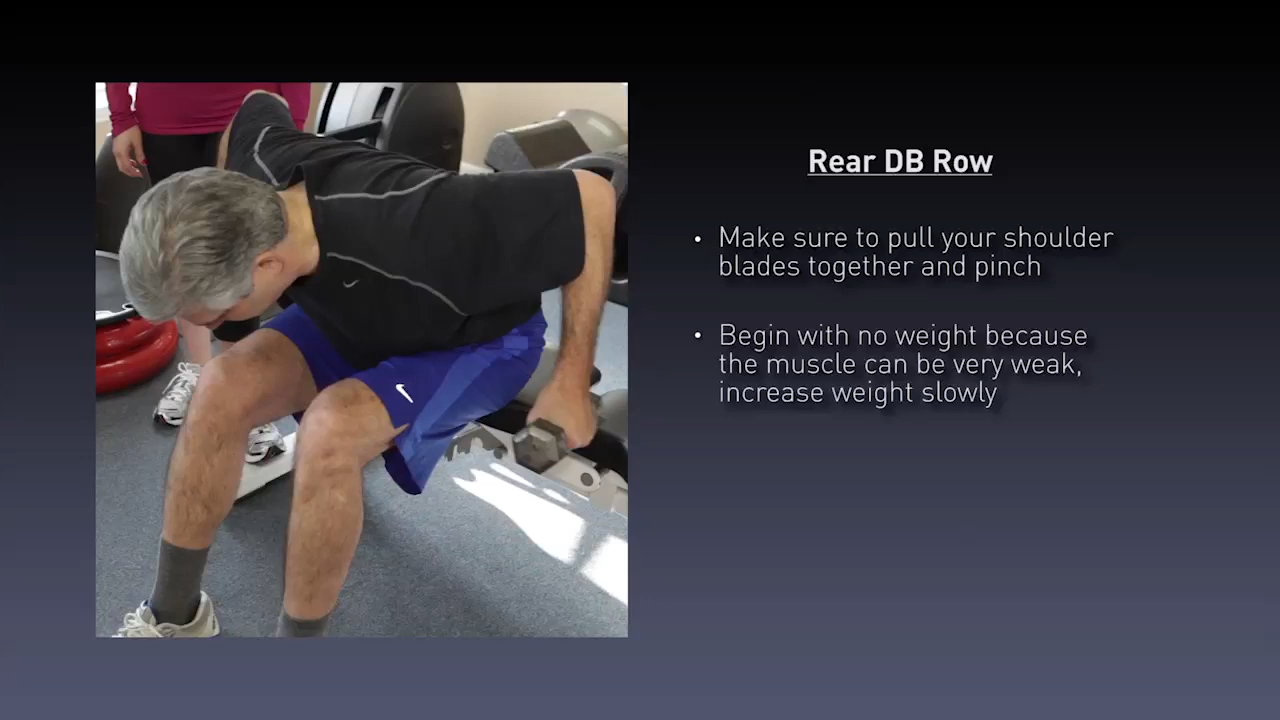 Rear DB Row
• Make sure to pull your shoulder
blades together and pinch
• Begin with no weight because
the muscle can be very weak,
increase weight slowly